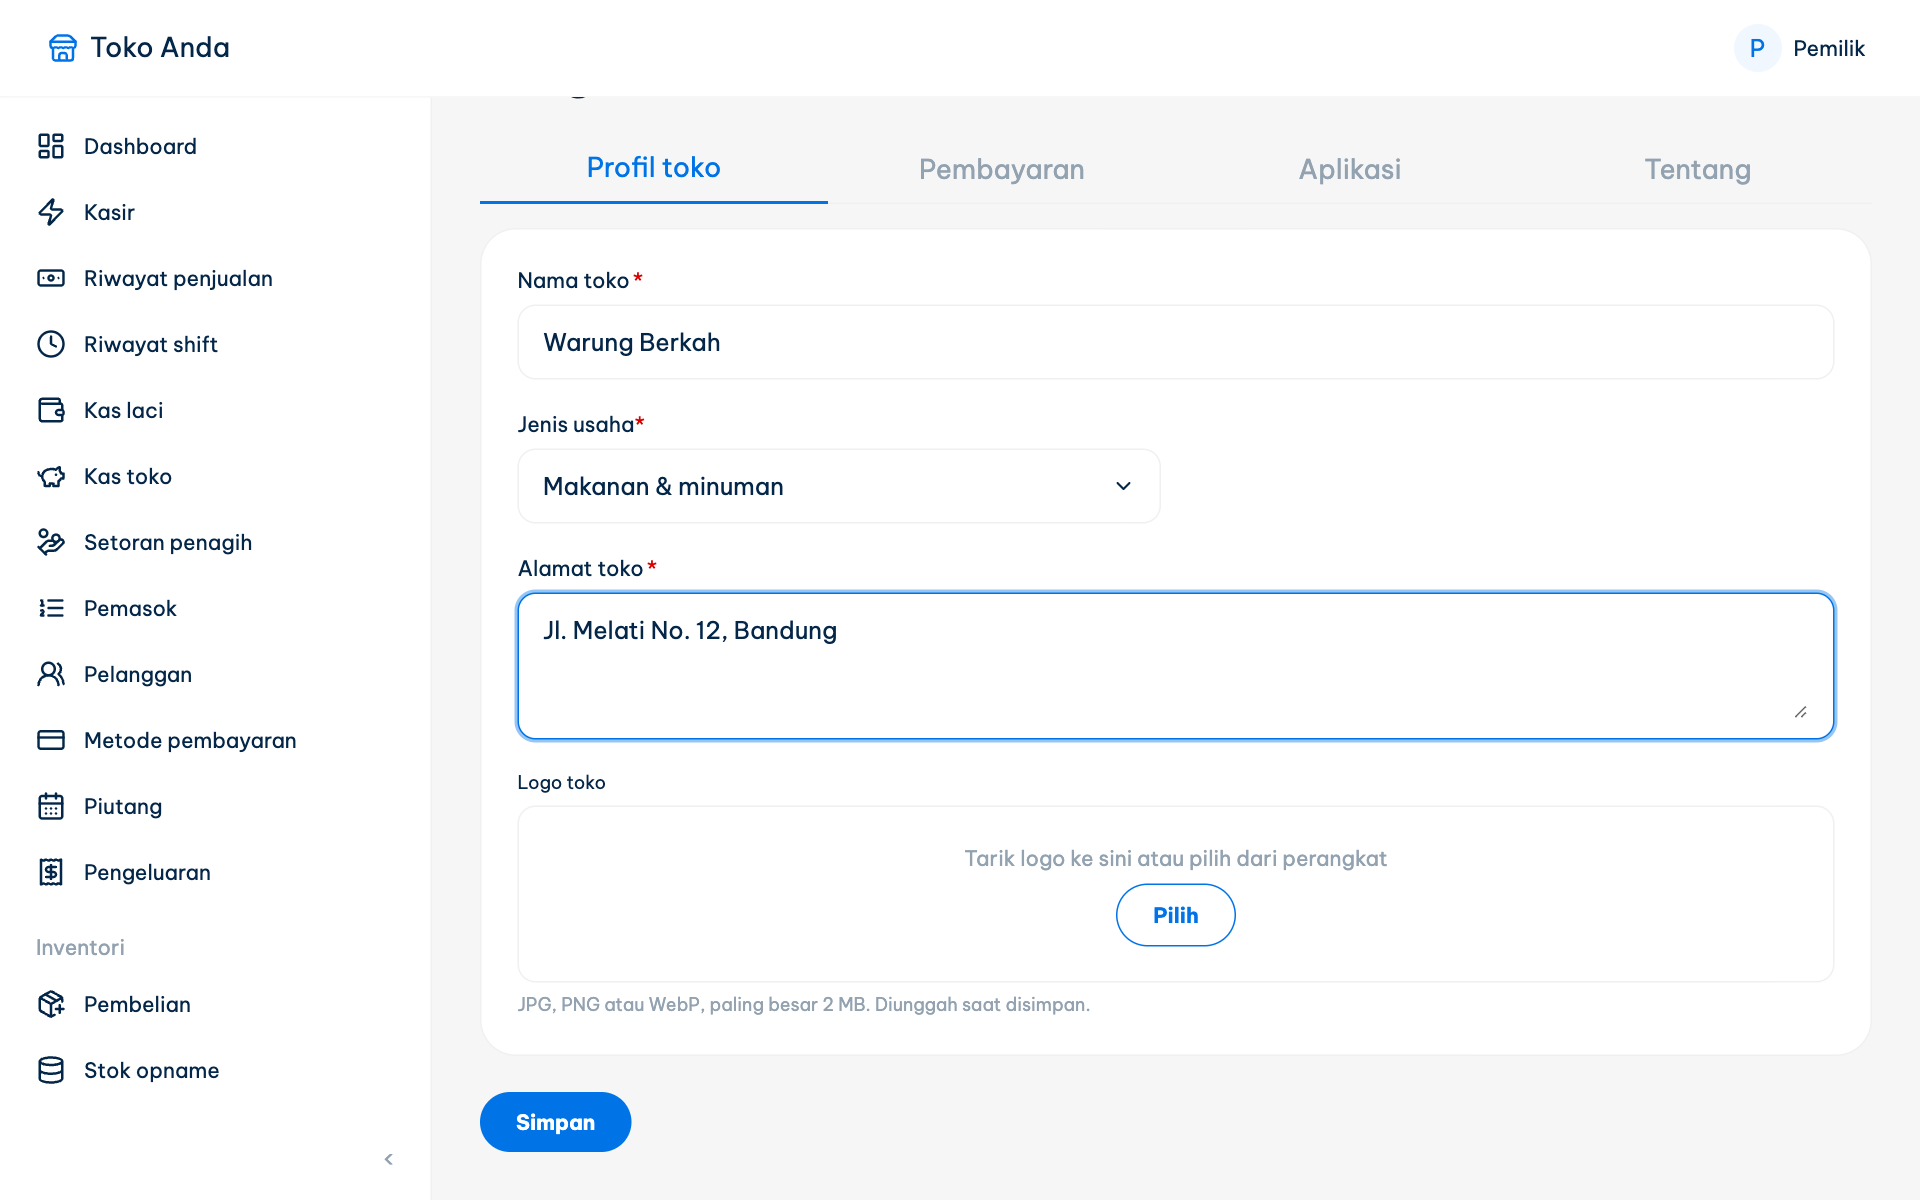 Toko Anda
P
Pemilik
Dashboard
Kasir
Riwayat penjualan
Riwayat shift
Kas laci
Kas toko
Setoran penagih
Pemasok
Pelanggan
Metode pembayaran
Piutang
Pengeluaran
Inventori
Pembelian
Stok opname
Profil toko
Pembayaran
Aplikasi
Tentang
Nama toko*
Warung Berkah
Jenis usaha*
Makanan & minuman
Alamat toko*
Jl. Melati No. 12, Bandung
Logo toko
Tarik logo ke sini atau pilih dari perangkat
Pilih
JPG, PNG atau WebP, paling besar 2 MB. Diunggah saat disimpan.
Simpan